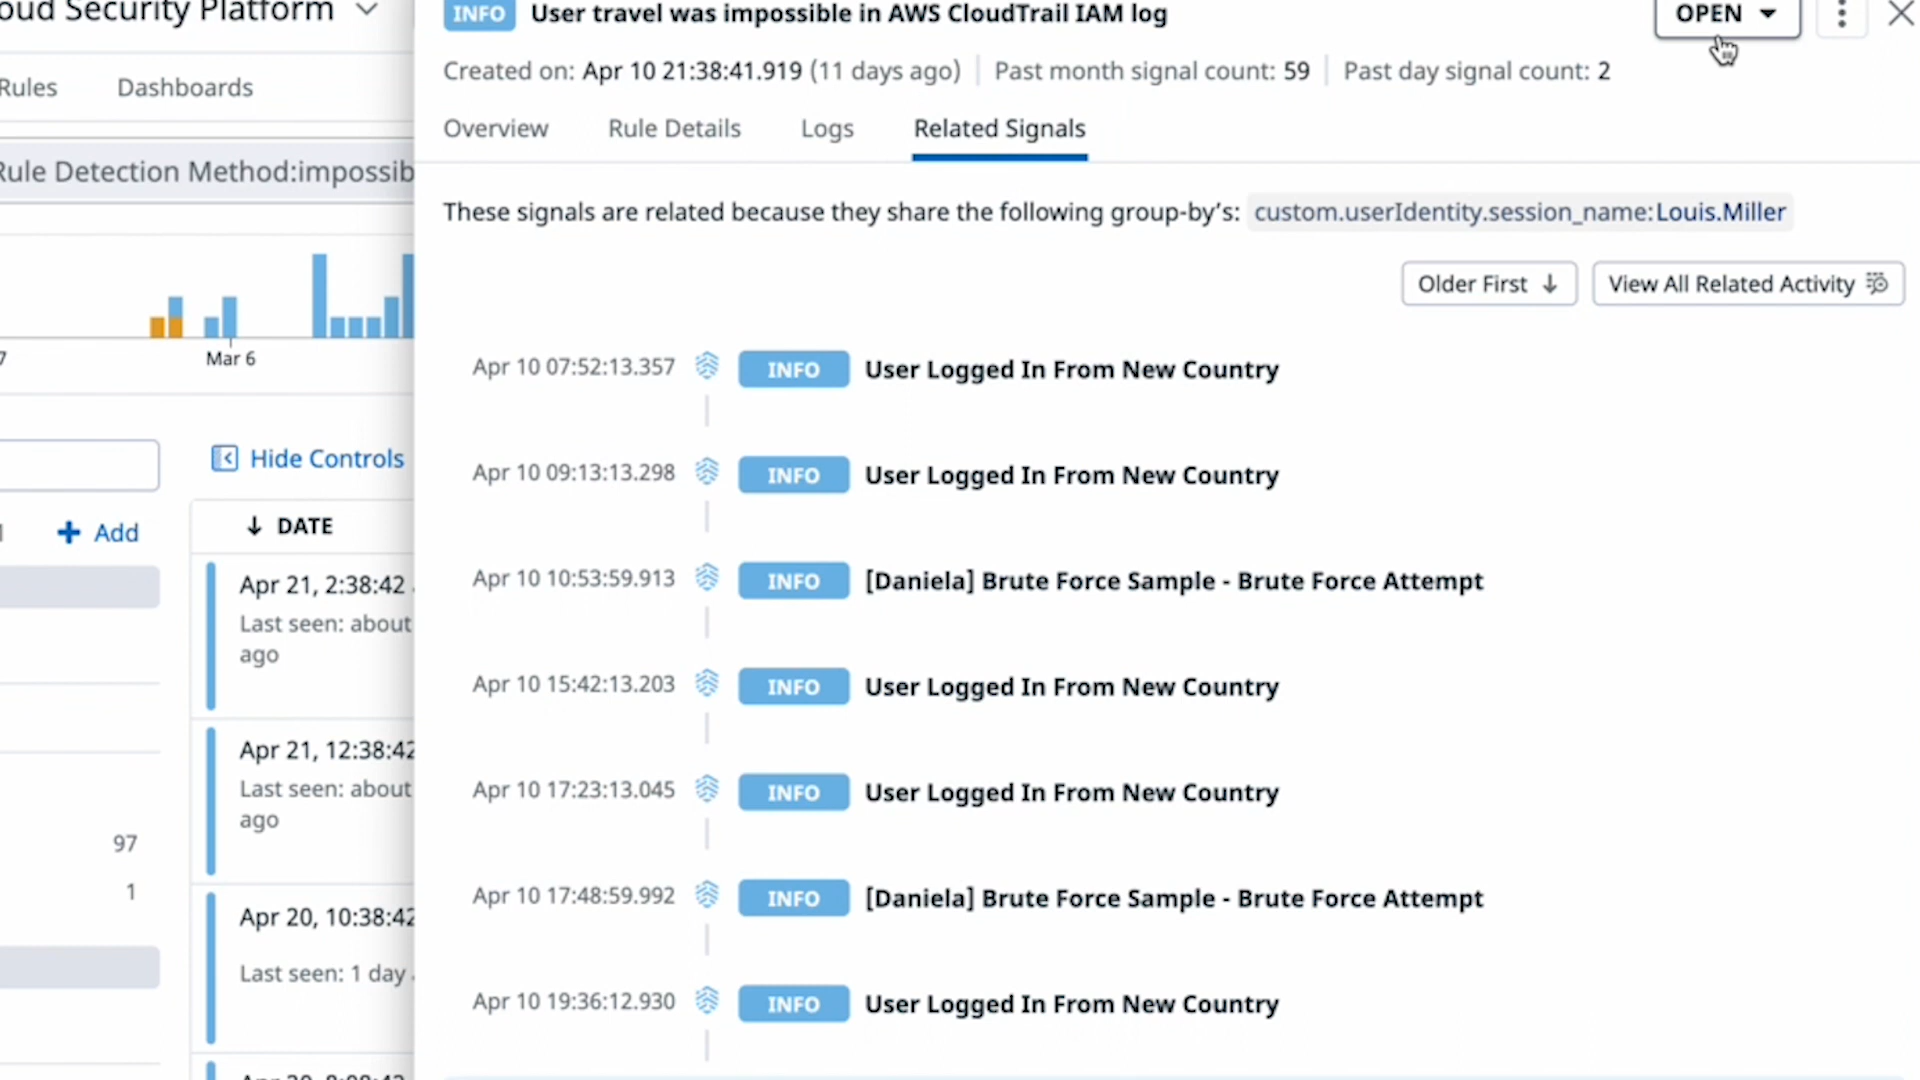 oud Security Platform
Rules
Dashboards
Rule Detection Method:impossib
7
Mar 6
Hide Controls
Add
DATE
Apr 21, 2:38:42
Last seen: about
ago
Apr 21, 12:38:42
Last seen: about
ago
97
1
Apr 20, 10:38:42
Last seen: 1 day
INFO User travel was impossible in AWS CloudTrail IAM log
OPEN
Created on: Apr 10 21:38:41.919 (11 days ago) Past month signal count: 59 Past day signal count: 2
Overview Rule Details Logs Related Signals
These signals are related because they share the following group-by’s: custom.userIdentity.session_name:Louis.Miller
Older First
View All Related Activity
Apr 10 07:52:13.357 INFO User Logged In From New Country
Apr 10 09:13:13.298 INFO User Logged In From New Country
Apr 10 10:53:59.913 INFO [Daniela] Brute Force Sample - Brute Force Attempt
Apr 10 15:42:13.203 INFO User Logged In From New Country
Apr 10 17:23:13.045 INFO User Logged In From New Country
Apr 10 17:48:59.992 INFO [Daniela] Brute Force Sample - Brute Force Attempt
Apr 10 19:36:12.930 INFO User Logged In From New Country